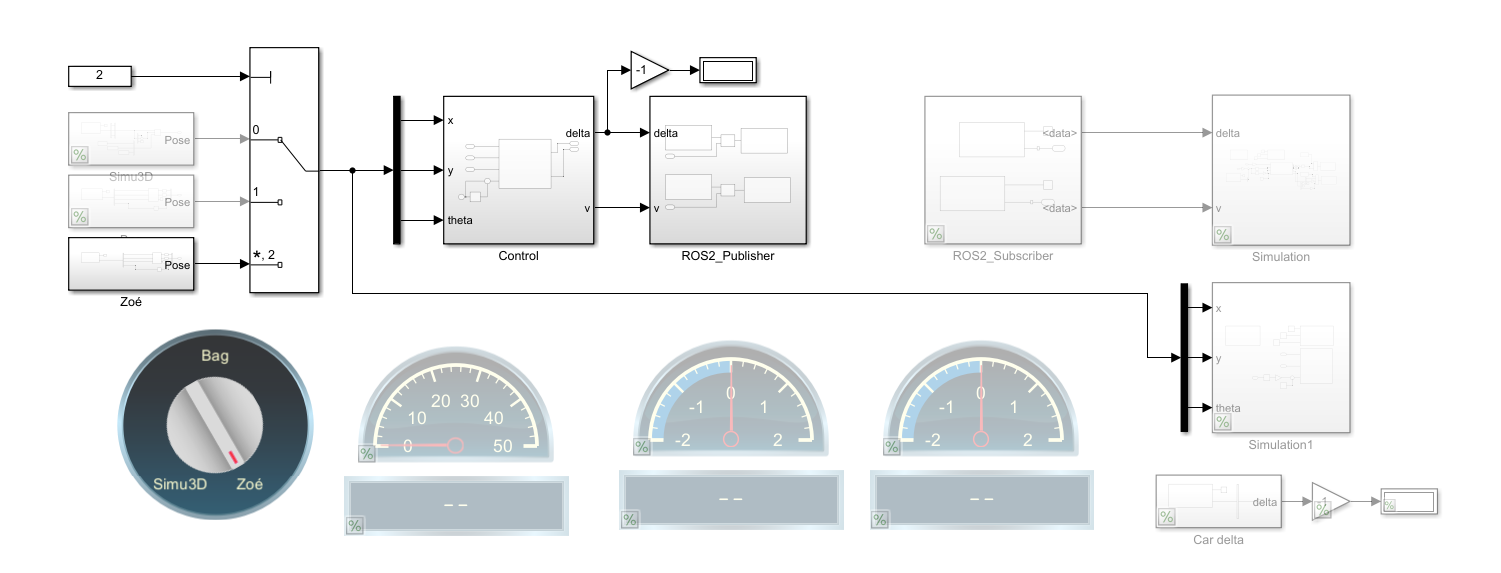 2
-1
0
Pose
Simu3D
1
Pose
*, 2
Pose
Zoé
x
y
theta
delta
v
Control
delta
v
ROS2_Publisher
<data>
<data>
%
ROS2_Subscriber
delta
v
%
Simulation
x
y
theta
%
Simulation1
%
%
Bag
Simu3D
Zoé
0
10
20
30
40
50
%
-2
-1
0
1
2
%
-2
-1
0
1
2
%
--
%
--
%
--
%
delta
%
Car delta
-1
%
%